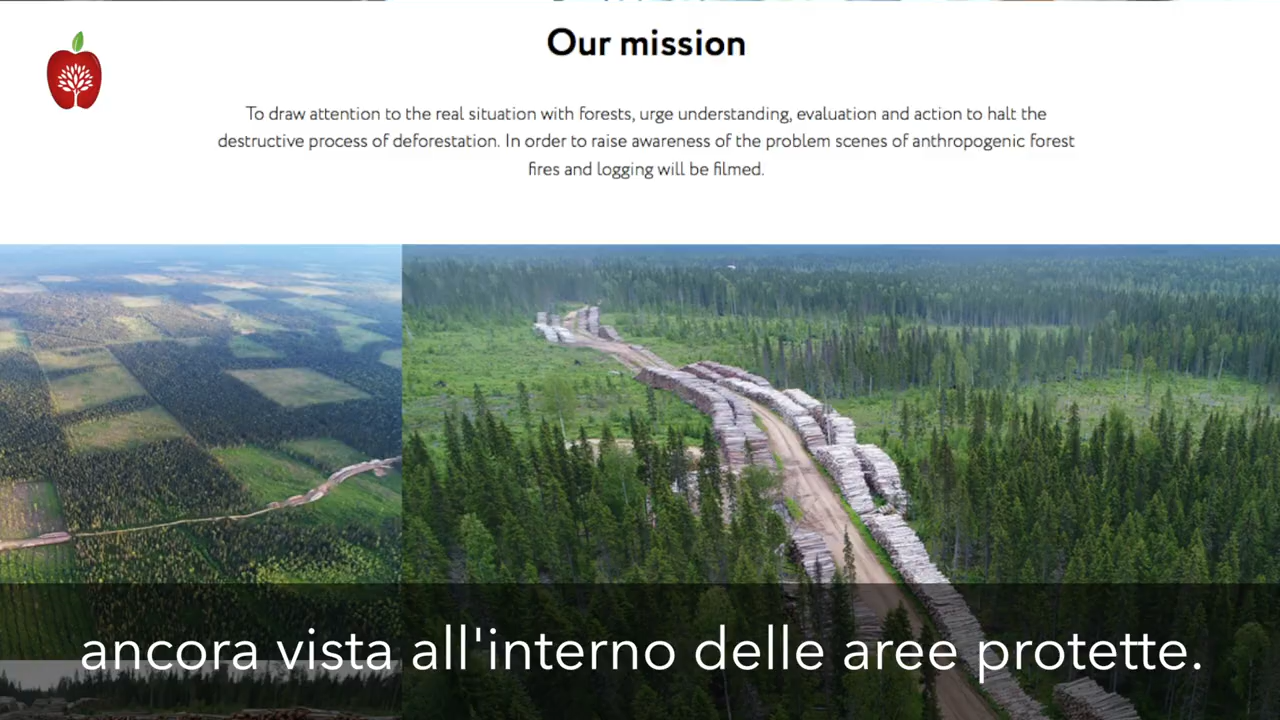 Our mission
To draw attention to the real situation with forests, urge understanding, evaluation and action to halt the
destructive process of deforestation. In order to raise awareness of the problem scenes of anthropogenic forest
fires and logging will be filmed.
ancora vista all'interno delle aree protette.